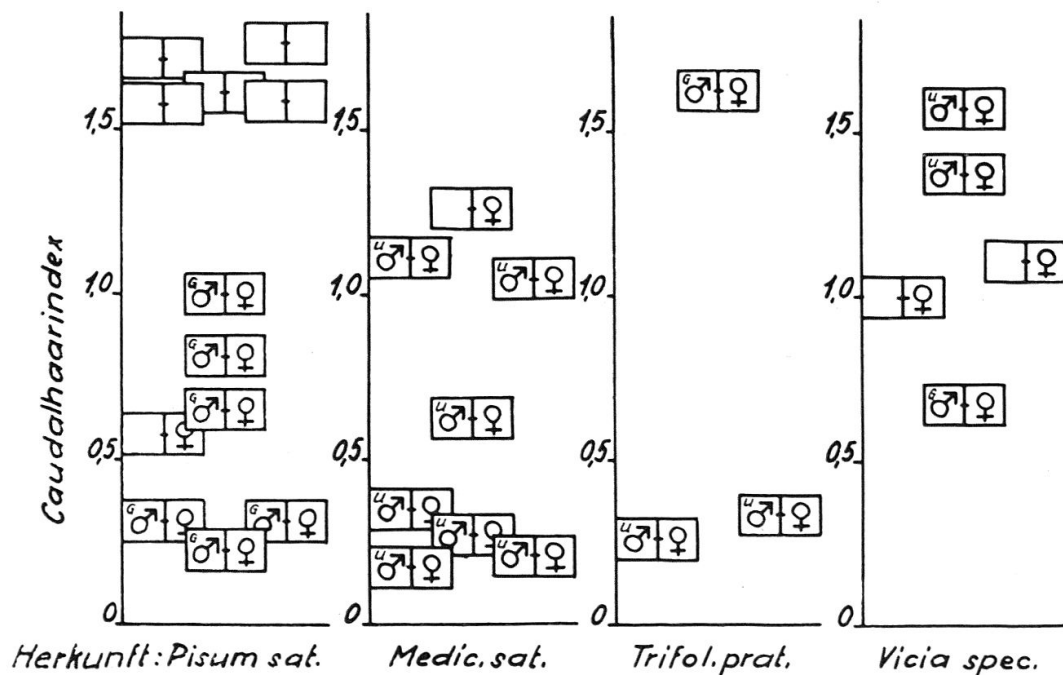 Caudalhaarindex
1,5
1,0
0,5
0
G ♂ ♀
G ♂ ♀
G ♂ ♀
♀
G ♂ ♀
G ♂ ♀
G ♂ ♀
Herkunft: Pisum sat.
1,5
1,0
0,5
0
♀
U ♂ ♀
U ♂ ♀
U ♂ ♀
U ♂ ♀
U ♂ ♀
U ♂ ♀
U ♂ ♀
Medic. sat.
1,5
1,0
0,5
0
G ♂ ♀
U ♂ ♀
U ♂ ♀
Trifol. prat.
1,5
1,0
0,5
0
U ♂ ♀
U ♂ ♀
♀
♀
G ♂ ♀
Vicia spec.